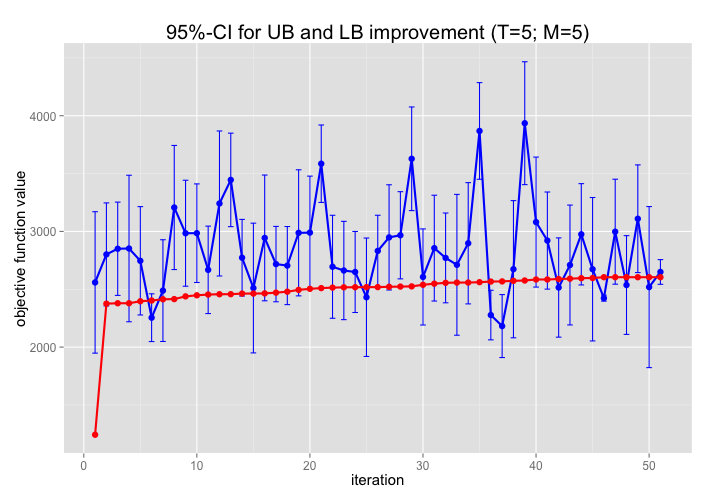 95%-CI for UB and LB improvement (T=5; M=5)
objective function value
4000
3000
2000
0 10 20 30 40 50
iteration